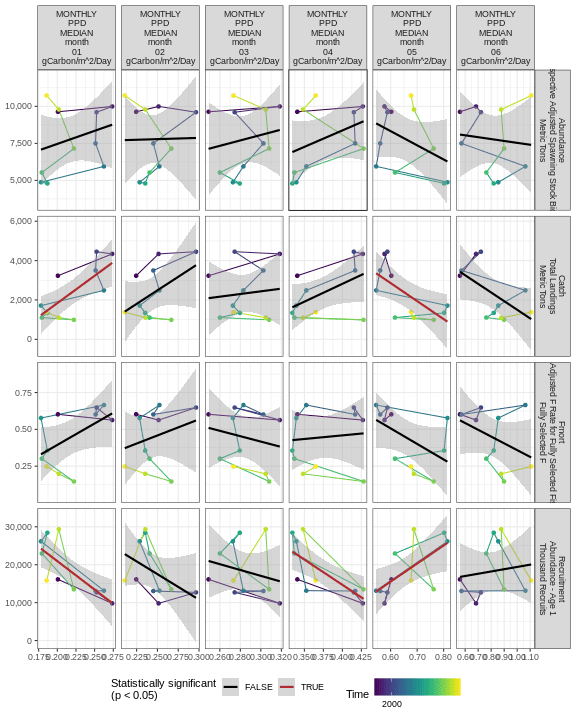 MONTHLY
PPD
MEDIAN
month
01
gCarbon/m^2/Day
MONTHLY
PPD
MEDIAN
month
02
gCarbon/m^2/Day
MONTHLY
PPD
MEDIAN
month
03
gCarbon/m^2/Day
MONTHLY
PPD
MEDIAN
month
04
gCarbon/m^2/Day
MONTHLY
PPD
MEDIAN
month
05
gCarbon/m^2/Day
MONTHLY
PPD
MEDIAN
month
06
gCarbon/m^2/Day
10,000
7,500
5,000
Abundance
Adjusted Spawning Stock
Metric Tons
6,000
4,000
2,000
0
Catch
Total Landings
Metric Tons
0.75
0.50
0.25
Fmort
Adjusted F Rate for Fully Selected
Fully Selected F
30,000
20,000
10,000
0
Recruitment
Abundance - Age 1
Thousand Recruits
0.175 0.200 0.225 0.250 0.275
0.225 0.250 0.275 0.300
0.260 0.280 0.300 0.320
0.350 0.375 0.400 0.425
0.60 0.70 0.80
0.60 0.70 0.80 0.90 1.00 1.10
Statistically significant
(p < 0.05)
FALSE
TRUE
Time
2000